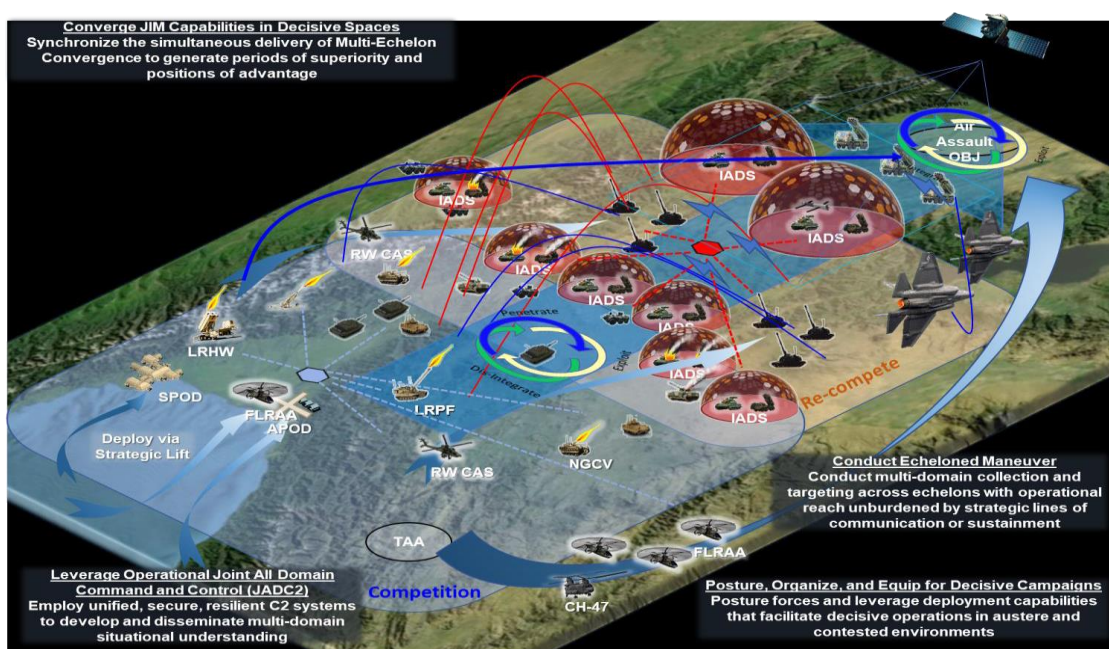 Converge JIM Capabilities in Decisive Spaces
Synchronize the simultaneous delivery of Multi-Echelon
Convergence to generate periods of superiority and
positions of advantage
Air
Assault
OBJ
Exploit
IADS
IADS
IADS
RW CAS
IADS
IADS
IADS
Penetrate
IADS
Exploit
Dis-Integrate
LRHW
LRPF
IADS
Re-compete
SPOD
FLRAA
APOD
Deploy via
Strategic Lift
RW CAS
NGCV
TAA
FLRAA
CH-47
Competition
Conduct Echeloned Maneuver
Conduct multi-domain collection and
targeting across echelons with operational
reach unburdened by strategic lines of
communication or sustainment
Leverage Operational Joint All Domain
Command and Control (JADC2)
Employ unified, secure, resilient C2 systems
to develop and disseminate multi-domain
situational understanding
Posture, Organize, and Equip for Decisive Campaigns
Posture forces and leverage deployment capabilities
that facilitate decisive operations in austere and
contested environments